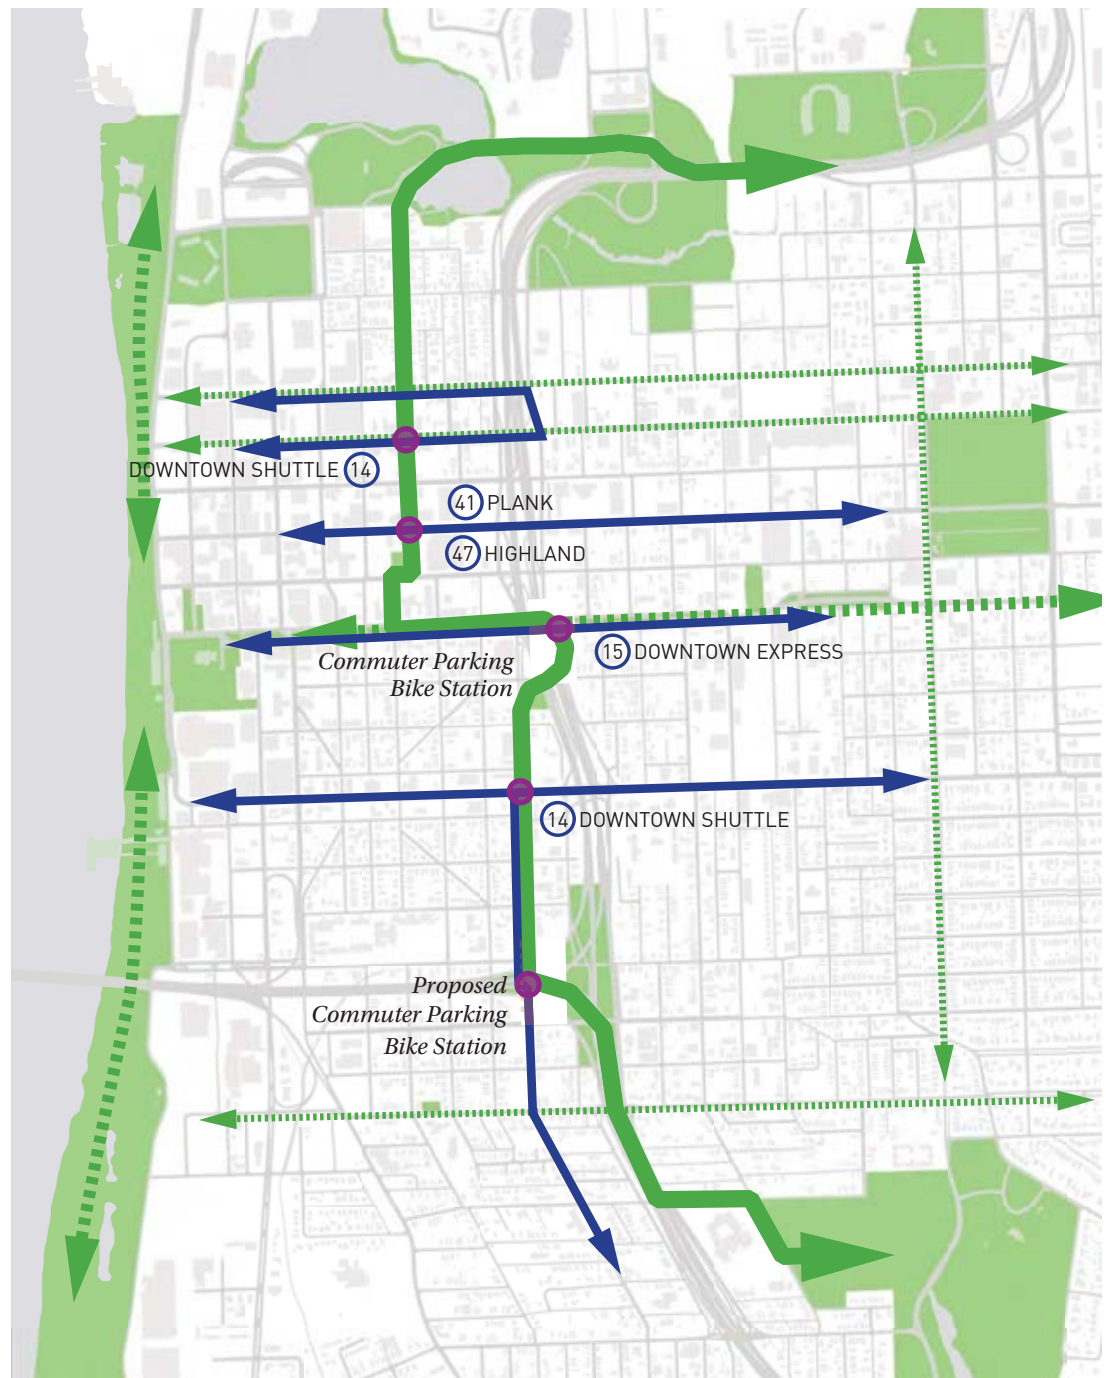 DOWNTOWN SHUTTLE 14
41 PLANK
47 HIGHLAND
15 DOWNTOWN EXPRESS
Commuter Parking
Bike Station
14 DOWNTOWN SHUTTLE
Proposed
Commuter Parking
Bike Station